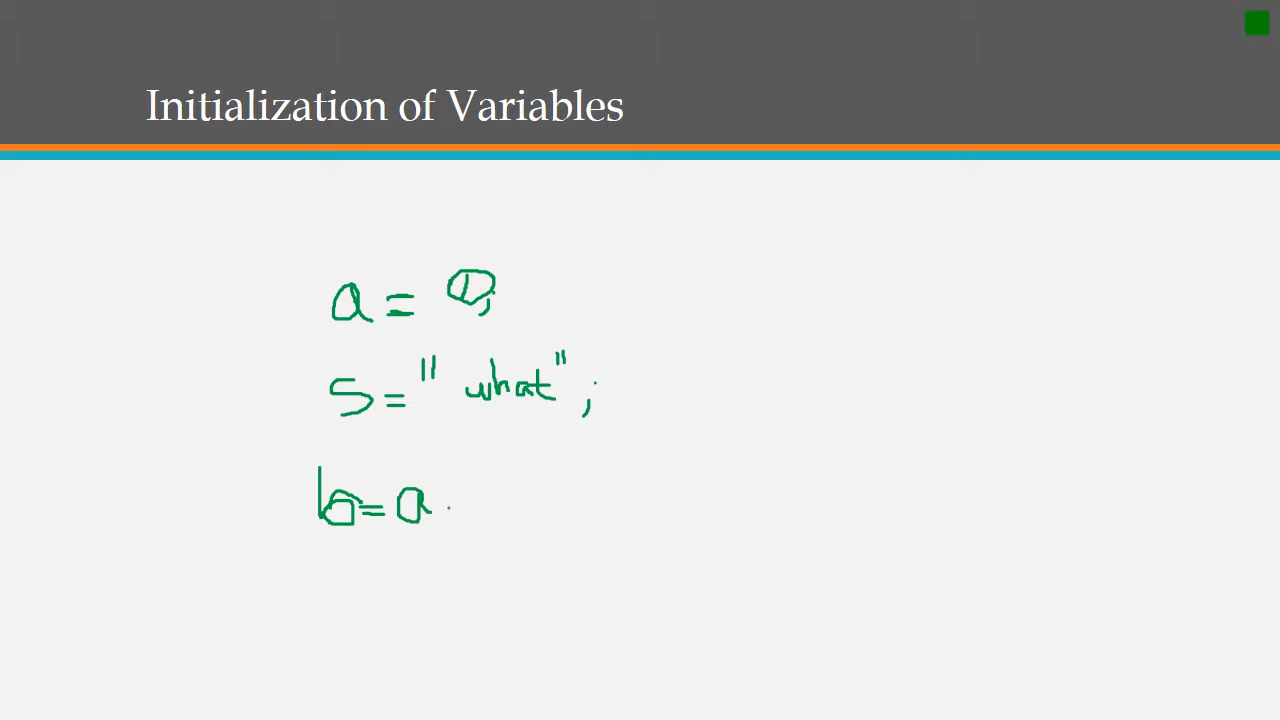 Initialization of Variables
a = 0;
s = "what";
b = a